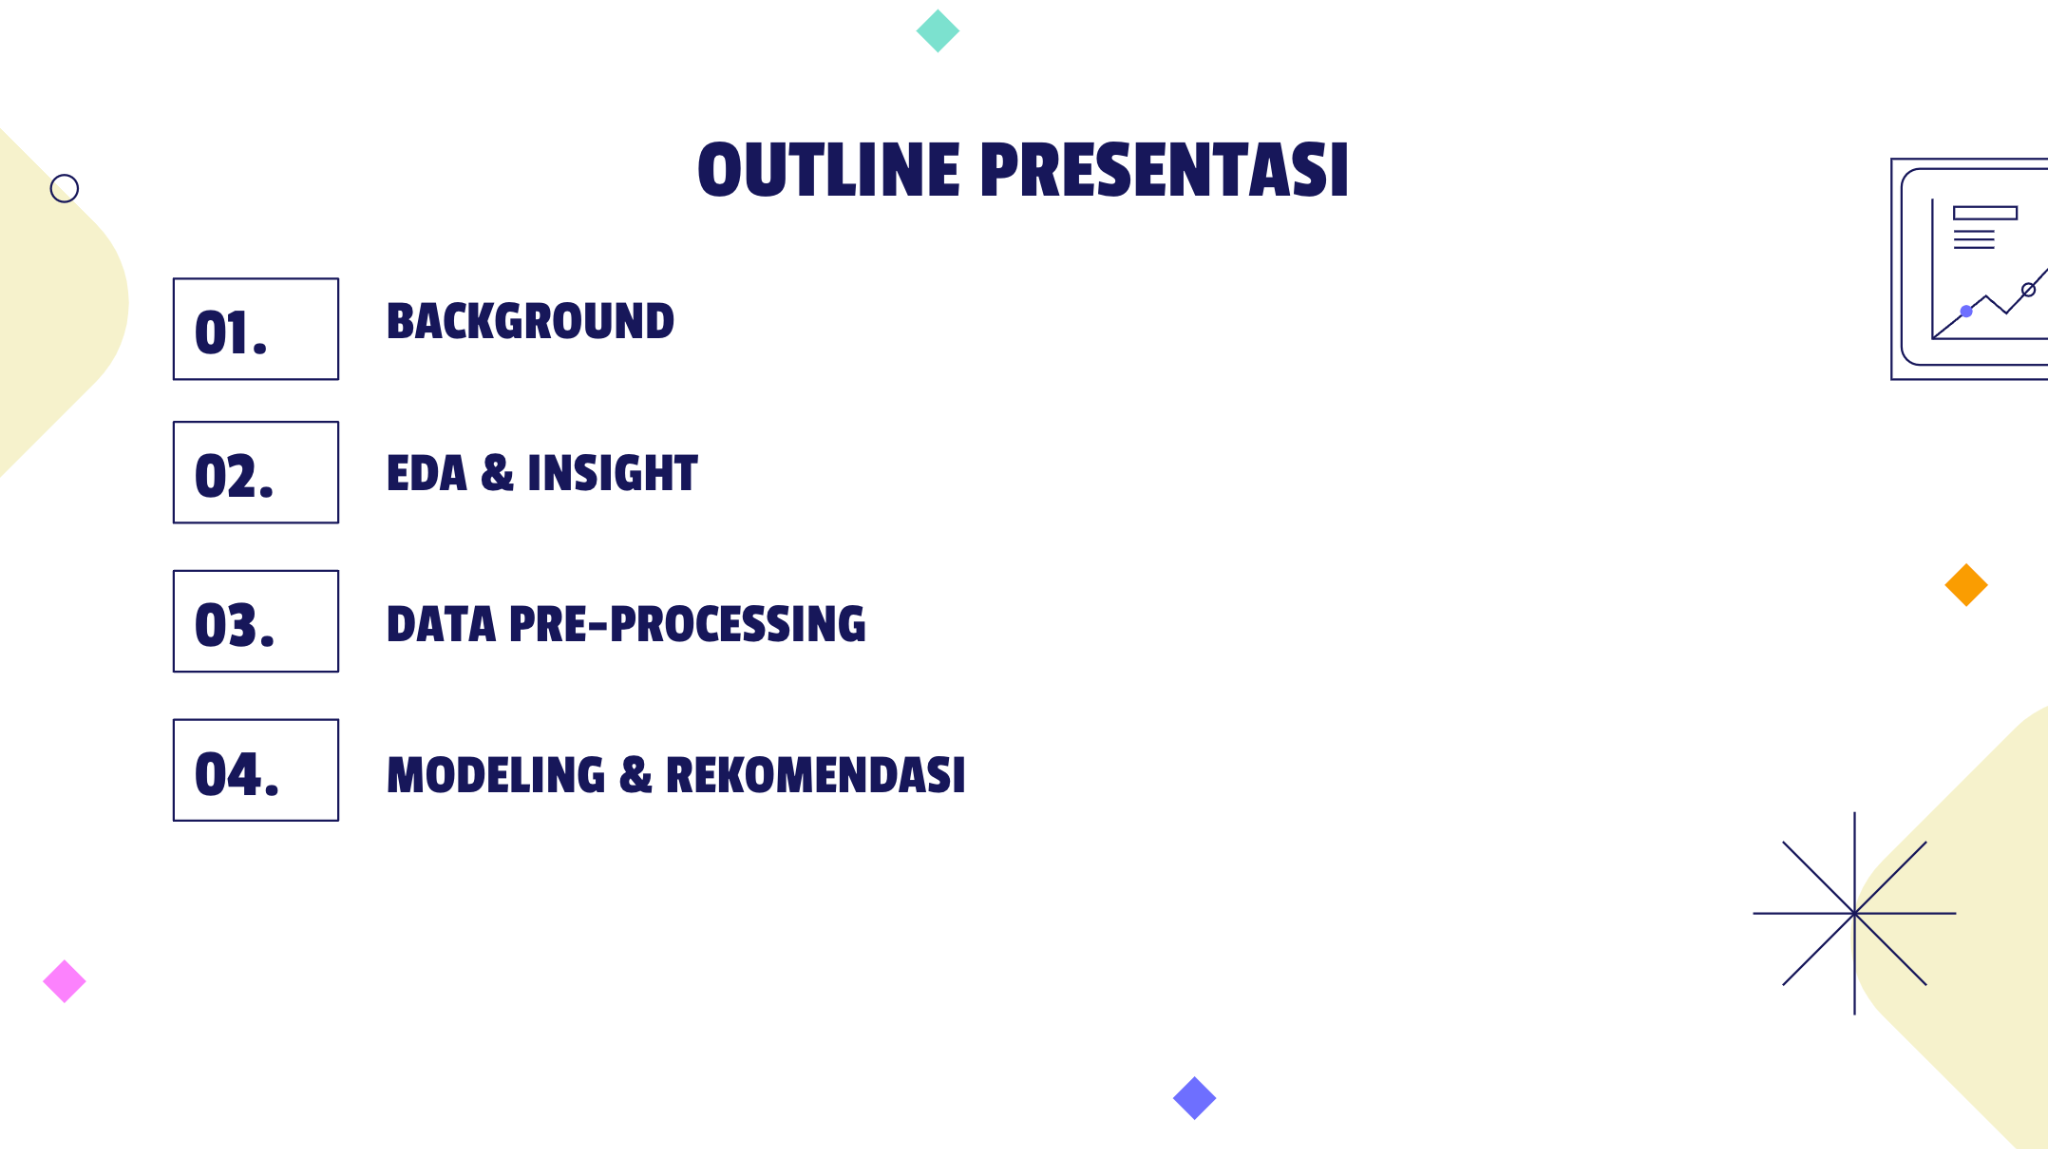 OUTLINE PRESENTASI
01. BACKGROUND
02. EDA & INSIGHT
03. DATA PRE-PROCESSING
04. MODELING & REKOMENDASI